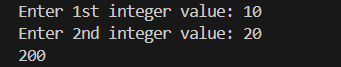 Enter 1st integer value: 10
Enter 2nd integer value: 20
200